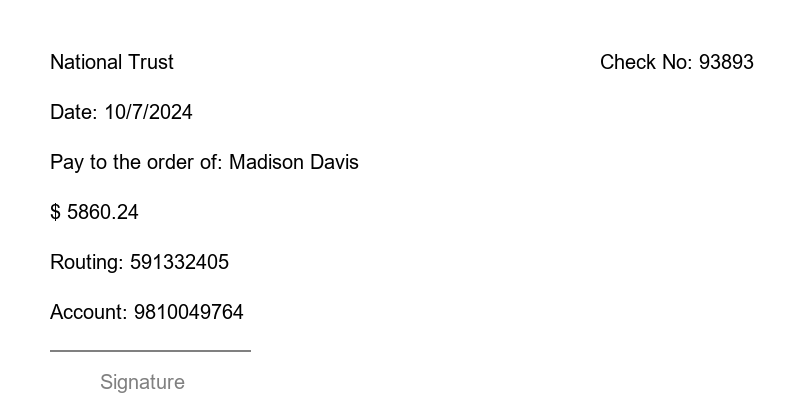 National Trust
Check No: 93893
Date: 10/7/2024
Pay to the order of: Madison Davis
$ 5860.24
Routing: 591332405
Account: 9810049764
Signature